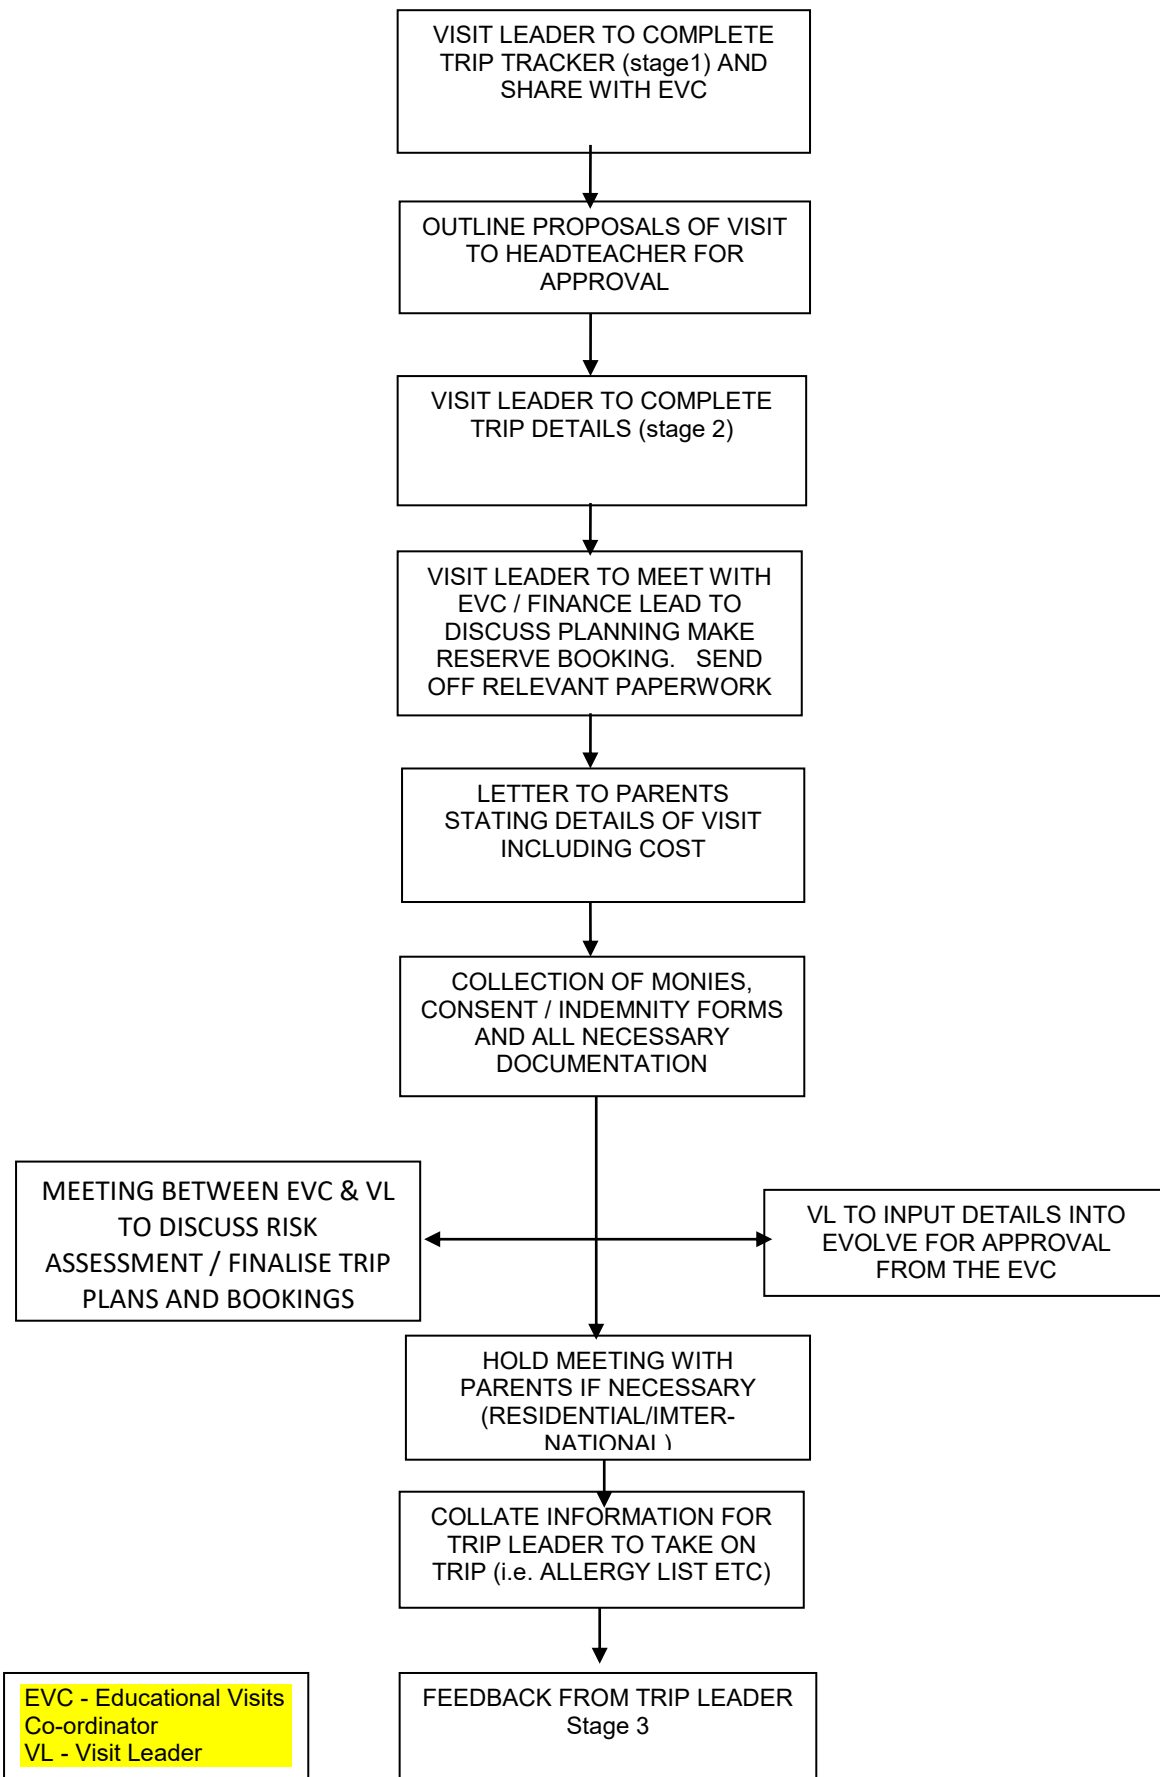 VISIT LEADER TO COMPLETE
TRIP TRACKER (stage1) AND
SHARE WITH EVC
OUTLINE PROPOSALS OF VISIT
TO HEADTEACHER FOR
APPROVAL
VISIT LEADER TO COMPLETE
TRIP DETAILS (stage 2)
VISIT LEADER TO MEET WITH
EVC / FINANCE LEAD TO
DISCUSS PLANNING MAKE
RESERVE BOOKING. SEND
OFF RELEVANT PAPERWORK
LETTER TO PARENTS
STATING DETAILS OF VISIT
INCLUDING COST
COLLECTION OF MONIES,
CONSENT / INDEMNITY FORMS
AND ALL NECESSARY
DOCUMENTATION
MEETING BETWEEN EVC & VL
TO DISCUSS RISK
ASSESSMENT / FINALISE TRIP
PLANS AND BOOKINGS
VL TO INPUT DETAILS INTO
EVOLVE FOR APPROVAL
FROM THE EVC
HOLD MEETING WITH
PARENTS IF NECESSARY
(RESIDENTIAL/IMTER-
NATIONAL)
COLLATE INFORMATION FOR
TRIP LEADER TO TAKE ON
TRIP (i.e. ALLERGY LIST ETC)
EVC - Educational Visits
Co-ordinator
VL - Visit Leader
FEEDBACK FROM TRIP LEADER
Stage 3